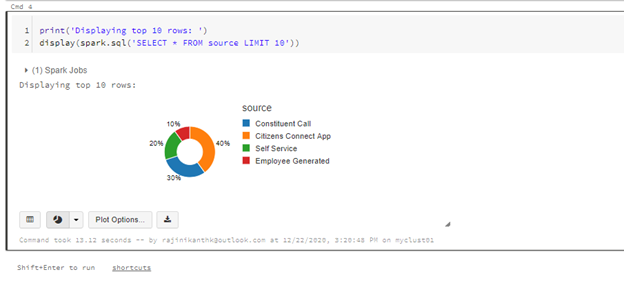 Cmd 4
1 print('Displaying top 10 rows: ')
2 display(spark.sql('SELECT * FROM source LIMIT 10'))
(1) Spark Jobs
Displaying top 10 rows:
source
Constituent Call
Citizens Connect App
Self Service
Employee Generated
10%
20%
40%
30%
Plot Options...
Command took 13.12 seconds -- by rajinikanthk@outlook.com at 12/22/2020, 3:20:48 PM on myclust01
Shift+Enter to run shortcuts